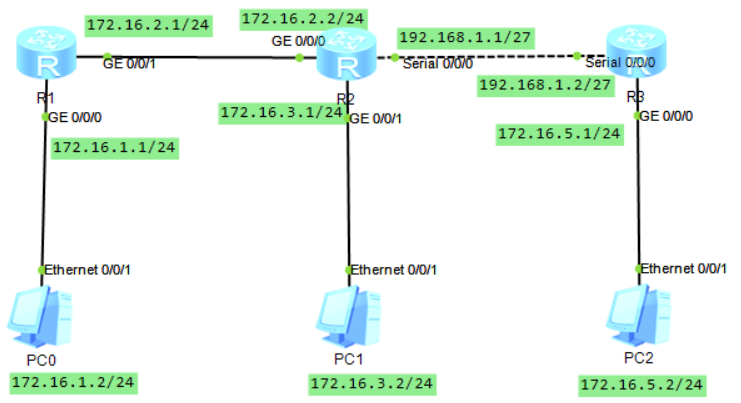 172.16.2.1/24
172.16.2.2/24
GE 0/0/0
192.168.1.1/27
GE 0/0/1
Serial 0/0/0
Serial 0/0/0
192.168.1.2/27
R
R
R
R1
R2
R3
GE 0/0/0
172.16.3.1/24
GE 0/0/1
GE 0/0/0
172.16.5.1/24
172.16.1.1/24
Ethernet 0/0/1
Ethernet 0/0/1
Ethernet 0/0/1
PC0
PC1
PC2
172.16.1.2/24
172.16.3.2/24
172.16.5.2/24